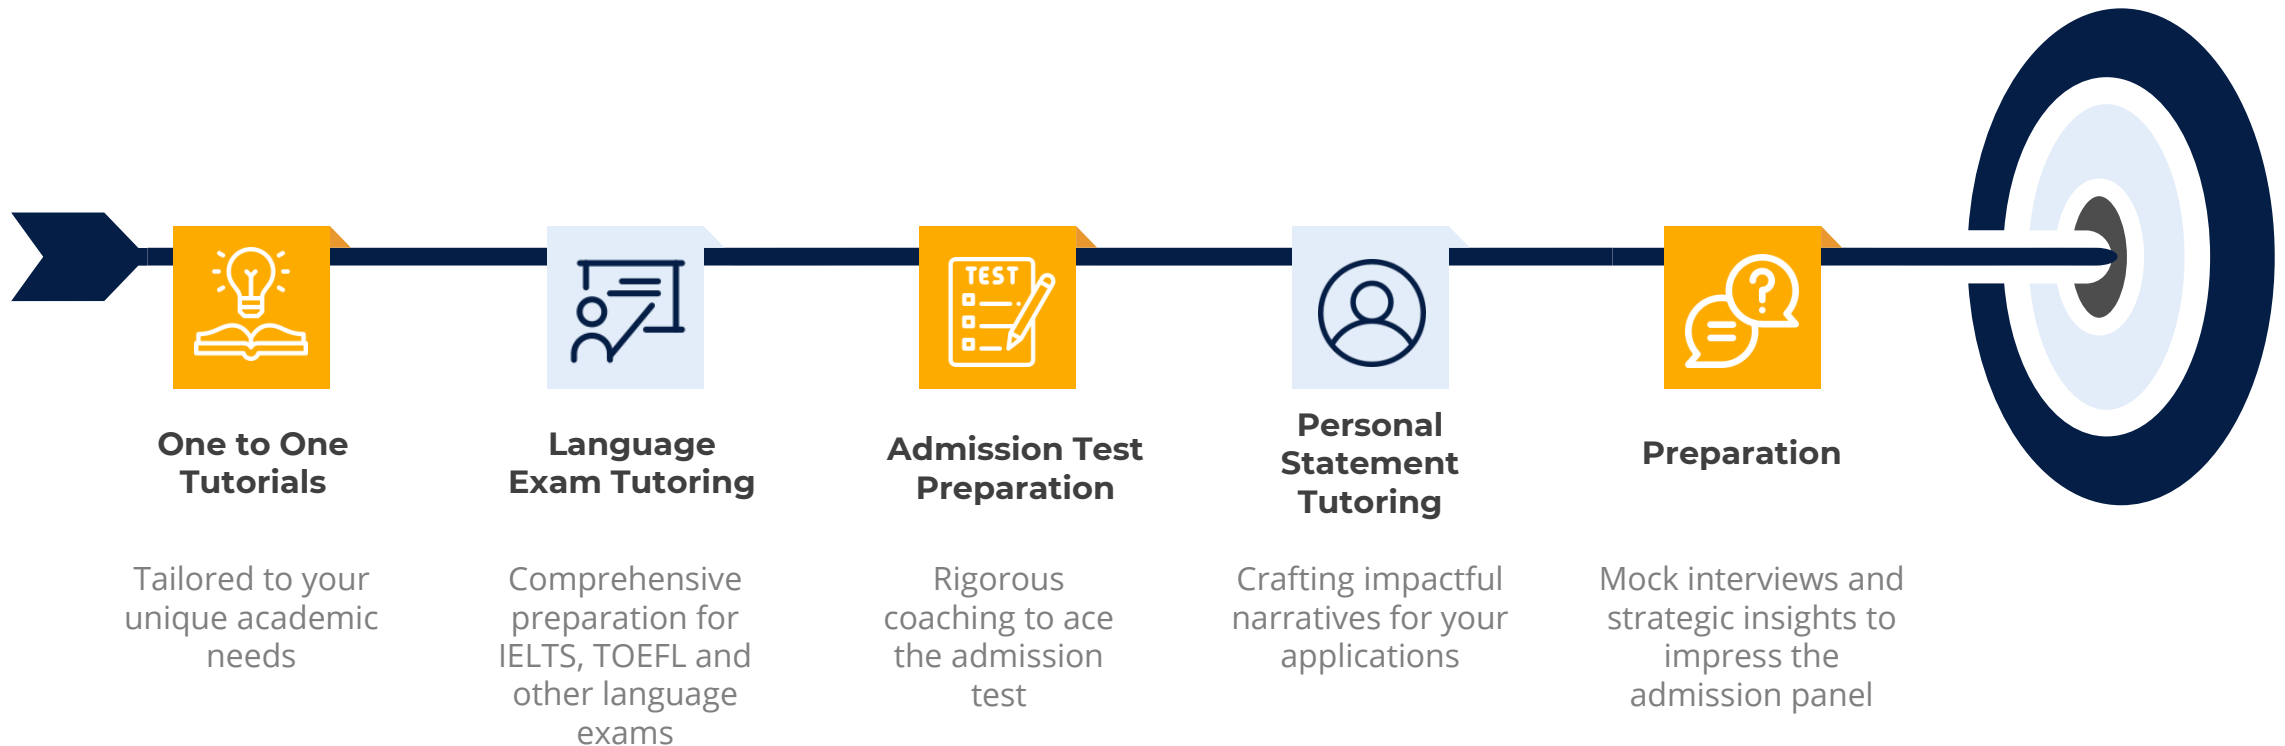 TEST
One to One
Tutorials
Tailored to your
unique academic
needs
Language
Exam Tutoring
Comprehensive
preparation for
IELTS, TOEFL and
other language
exams
Admission Test
Preparation
Rigorous
coaching to ace
the admission
test
Personal
Statement
Tutoring
Crafting impactful
narratives for your
applications
?
Preparation
Mock interviews and
strategic insights to
impress the
admission panel